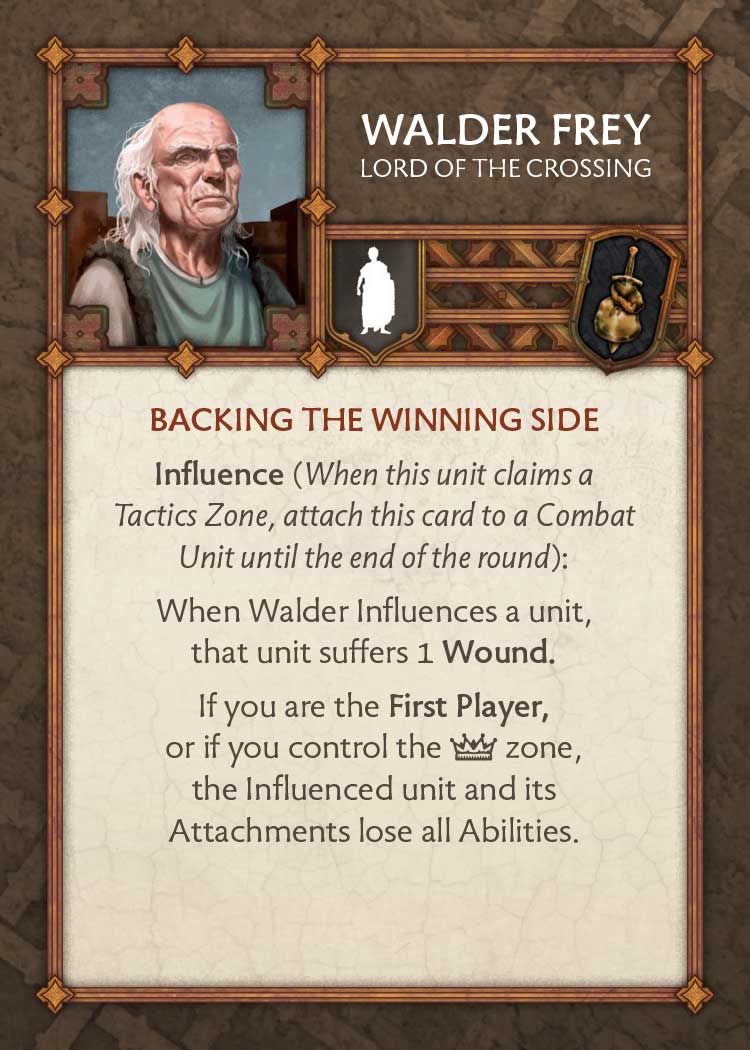 WALDER FREY
LORD OF THE CROSSING
BACKING THE WINNING SIDE
Influence (When this unit claims a
Tactics Zone, attach this card to a Combat
Unit until the end of the round):
When Walder Influences a unit,
that unit suffers 1 Wound.
If you are the First Player,
or if you control the zone,
the Influenced unit and its
Attachments lose all Abilities.